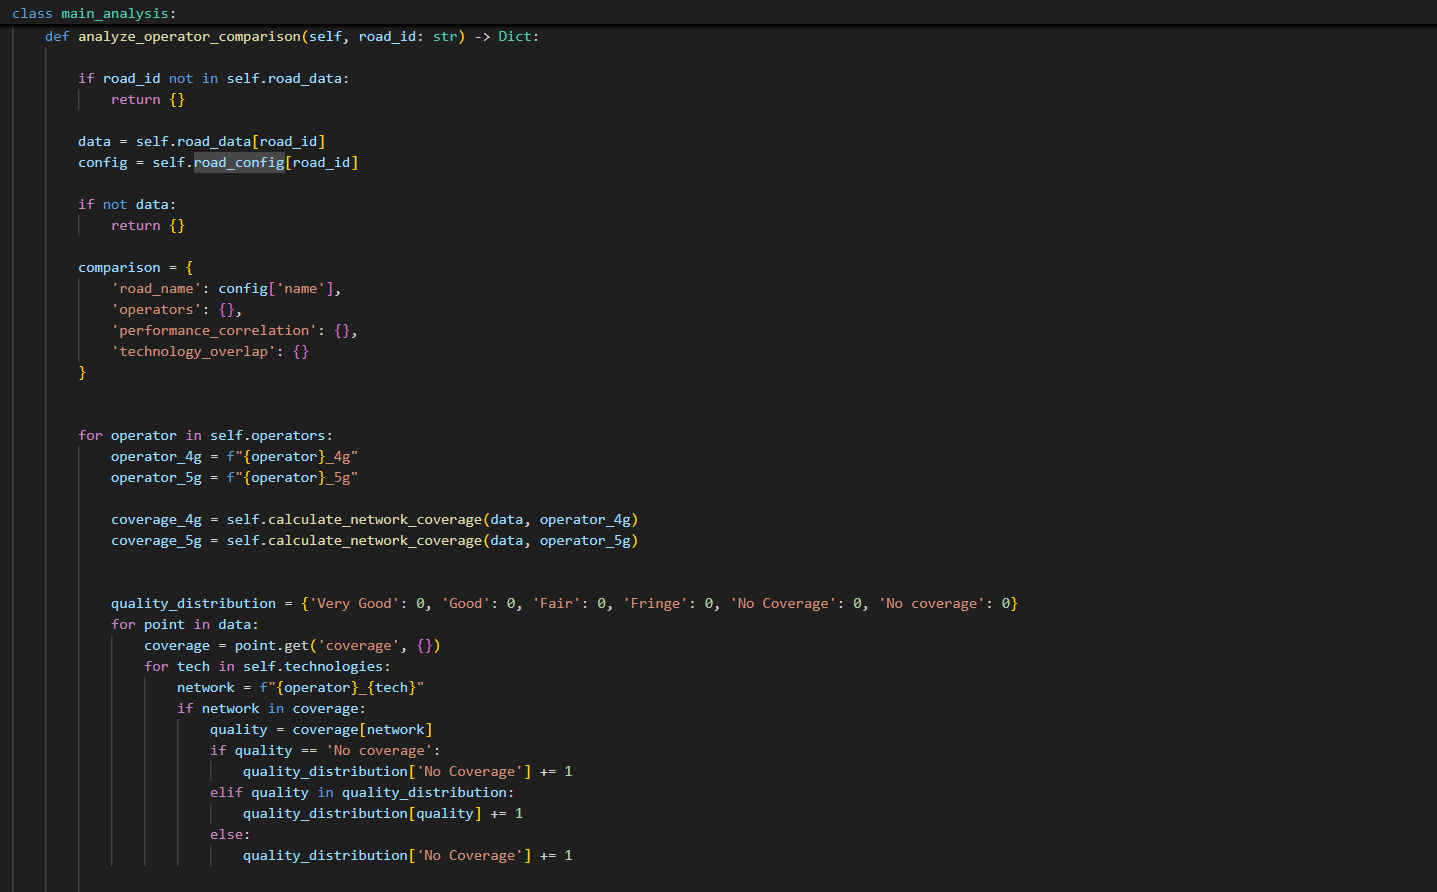 class main_analysis:
def analyze_operator_comparison(self, road_id: str) -> Dict:
if road_id not in self.road_data:
return {}
data = self.road_data[road_id]
config = self.road_config[road_id]
if not data:
return {}
comparison = {
'road_name': config['name'],
'operators': {},
'performance_correlation': {},
'technology_overlap': {}
}
for operator in self.operators:
operator_4g = f"{operator}_4g"
operator_5g = f"{operator}_5g"
coverage_4g = self.calculate_network_coverage(data, operator_4g)
coverage_5g = self.calculate_network_coverage(data, operator_5g)
quality_distribution = {'Very Good': 0, 'Good': 0, 'Fair': 0, 'Fringe': 0, 'No Coverage': 0, 'No coverage': 0}
for point in data:
coverage = point.get('coverage', {})
for tech in self.technologies:
network = f"{operator}_{tech}"
if network in coverage:
quality = coverage[network]
if quality == 'No coverage':
quality_distribution['No Coverage'] += 1
elif quality in quality_distribution:
quality_distribution[quality] += 1
else:
quality_distribution['No Coverage'] += 1